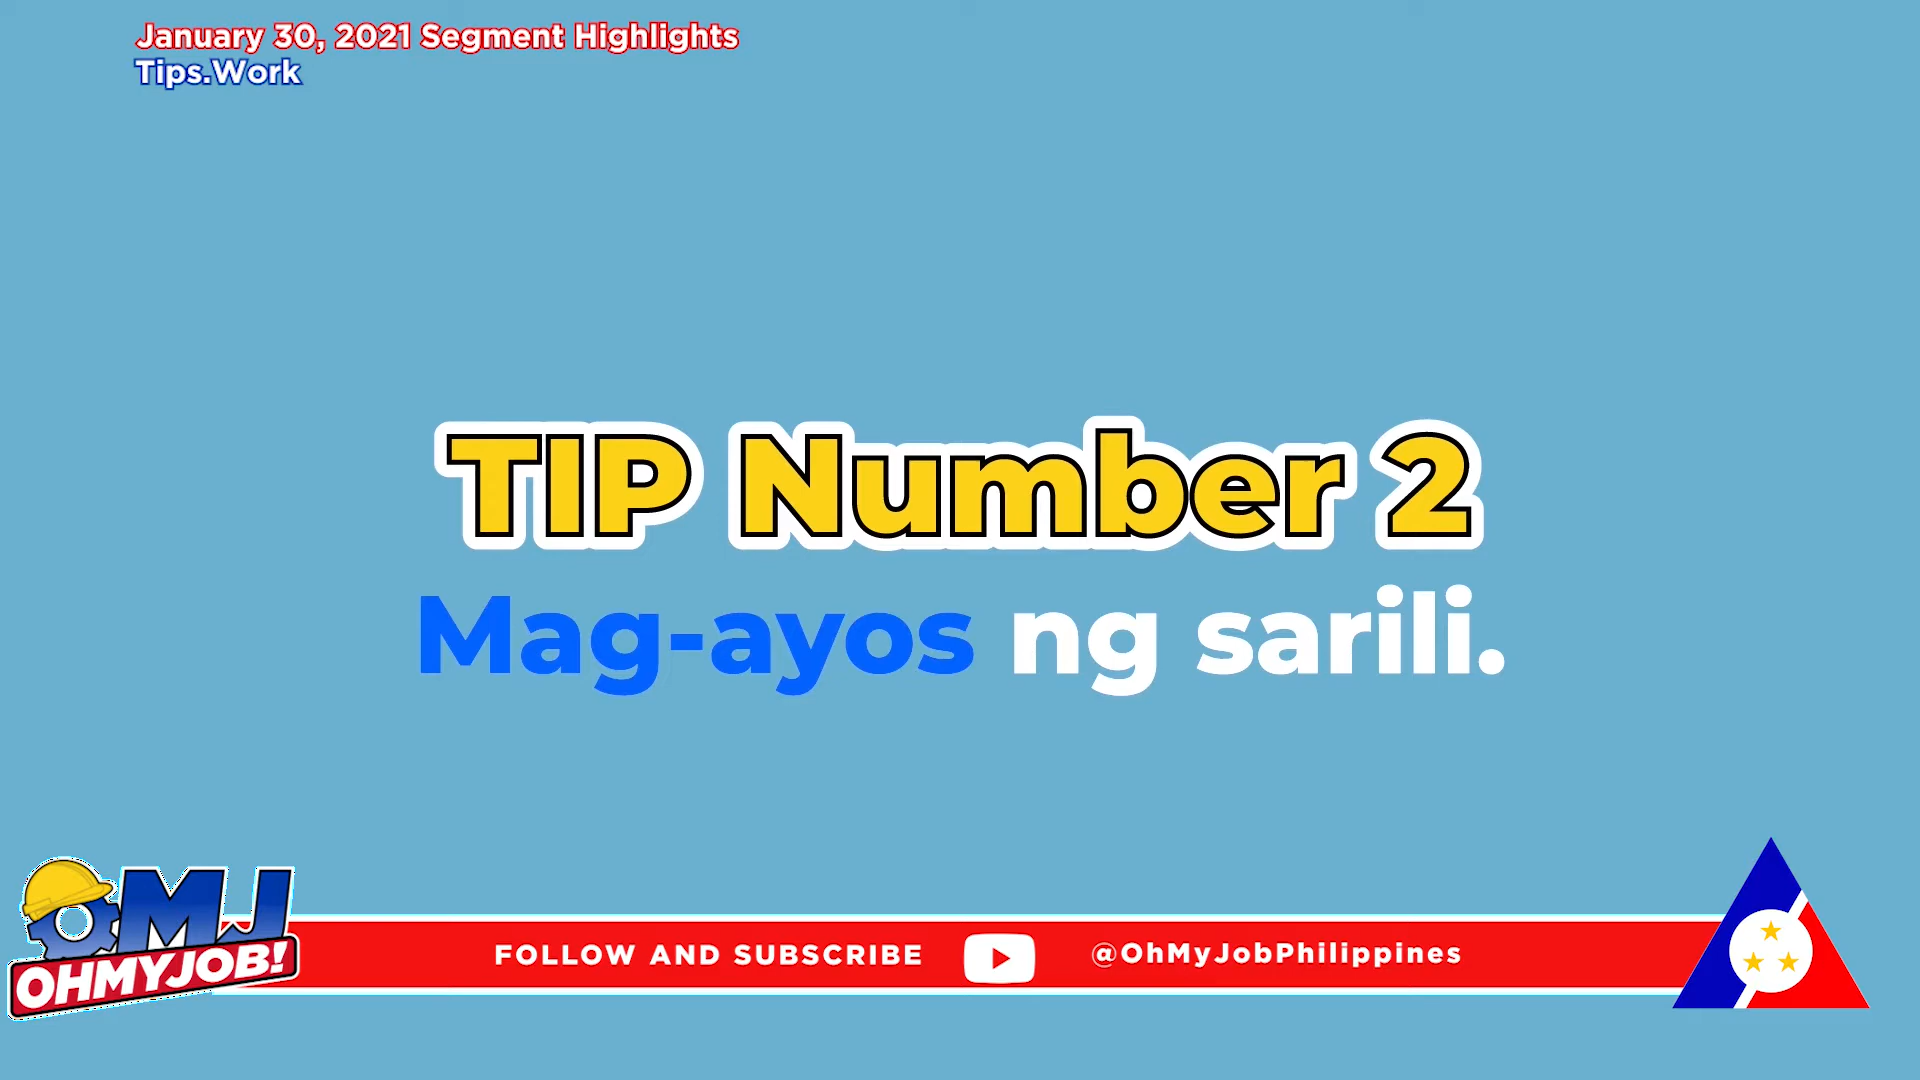 January 30, 2021 Segment Highlights
Tips.Work
TIP Number 2
Mag-ayos ng sarili.
OMJ
OHMYJOB!
FOLLOW AND SUBSCRIBE @OhMyJobPhilippines